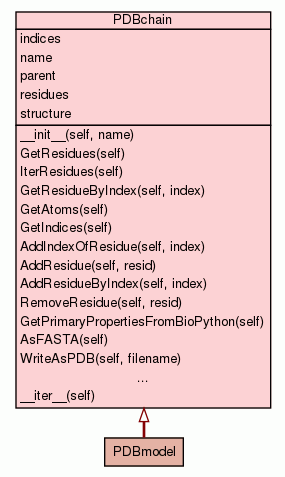 PDBchain
indices
name
parent
residues
structure
__init__(self, name)
GetResidues(self)
IterResidues(self)
GetResidueByIndex(self, index)
GetAtoms(self)
GetIndices(self)
AddIndexOfResidue(self, index)
AddResidue(self, resid)
AddResidueByIndex(self, index)
RemoveResidue(self, resid)
GetPrimaryPropertiesFromBioPython(self)
AsFASTA(self)
WriteAsPDB(self, filename)
...
__iter__(self)
PDBmodel